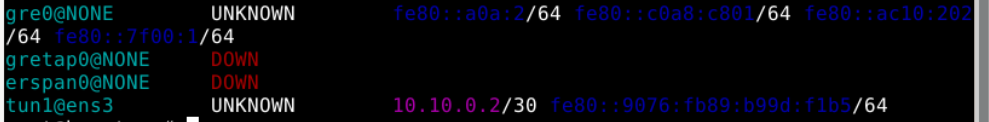 gre0@NONE UNKNOWN fe80::a0a:2/64 fe80::c0a8:c801/64 fe80::ac10:202
/64 fe80::7f00:1/64
gretap0@NONE DOWN
erspan0@NONE DOWN
tun1@ens3 UNKNOWN 10.10.0.2/30 fe80::9076:fb89:b99d:f1b5/64